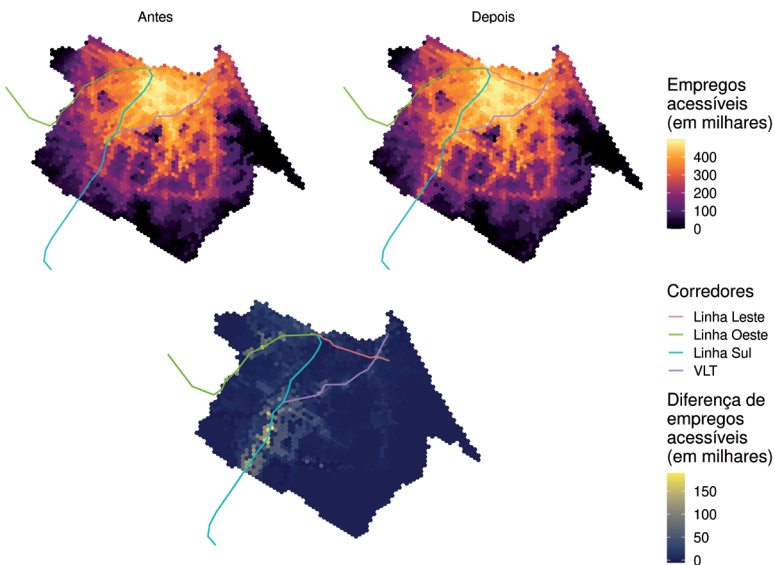 Antes
Depois
Empregos
acessíveis
(em milhares)
400
300
200
100
0
Corredores
Linha Leste
Linha Oeste
Linha Sul
VLT
Diferença de
empregos
acessíveis
(em milhares)
150
100
50
0